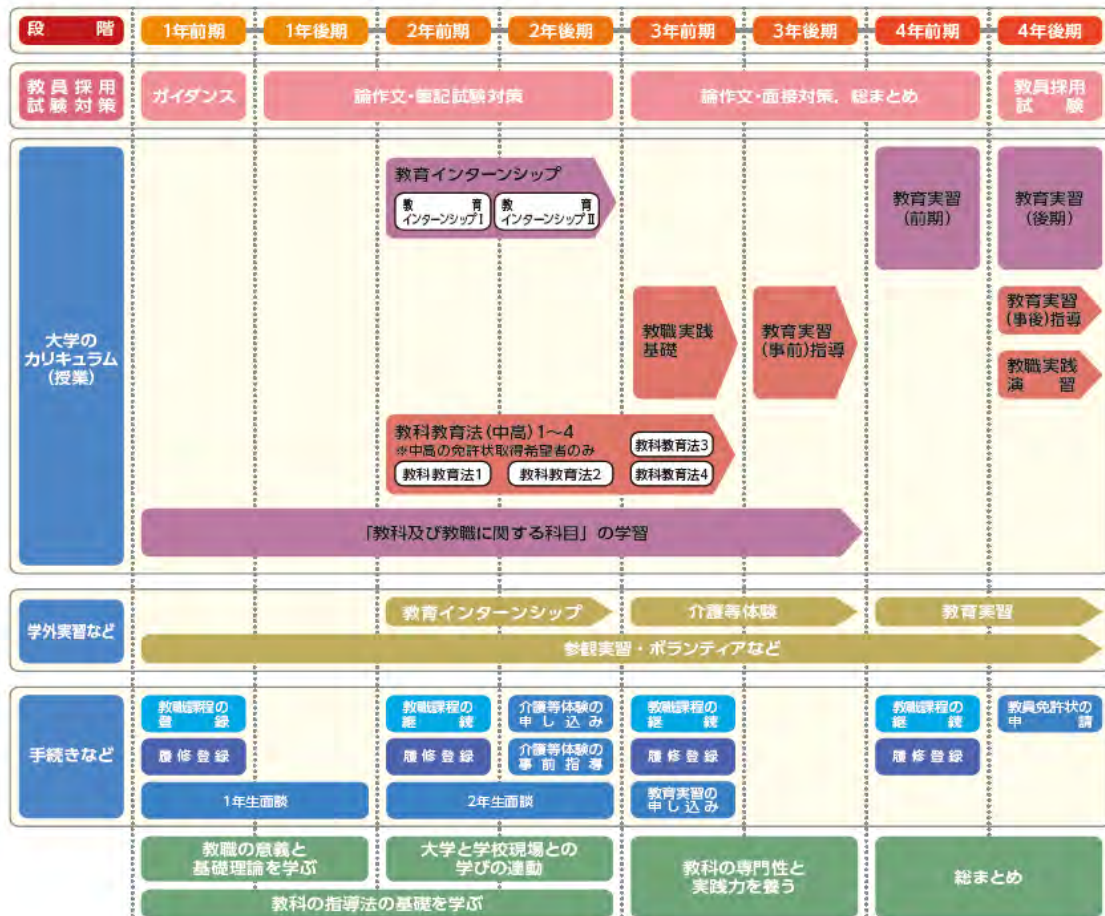 段階 1年前期 1年後期 2年前期 2年後期 3年前期 3年後期 4年前期 4年後期
教員採用
試験対策
ガイダンス
論作文・筆記試験対策
論作文・面接対策，総まとめ
教員採用
試験
大学の
カリキュラム
(授業)
教育インターンシップ
教育
インターンシップⅠ
教育
インターンシップⅡ
教育実習
(前期)
教育実習
(後期)
教職実践
基礎
教育実習
(事前)指導
教育実習
(事後)指導
教職実践
演習
教科教育法(中高)1〜4
※中高の免許状取得希望者のみ
教科教育法1
教科教育法2
教科教育法3
教科教育法4
「教科及び教職に関する科目」の学習
学外実習など
教育インターンシップ
介護等体験
教育実習
参観実習・ボランティアなど
手続きなど
教職課程の
登録
履修登録
1年生面談
教職課程の
継続
履修登録
介護等体験の
申し込み
介護等体験の
事前指導
2年生面談
教職課程の
継続
履修登録
教育実習の
申し込み
教職課程の
継続
履修登録
教員免許状の
申請
教職の意義と
基礎理論を学ぶ
大学と学校現場との
学びの連動
教科の指導法の基礎を学ぶ
教科の専門性と
実践力を養う
総まとめ